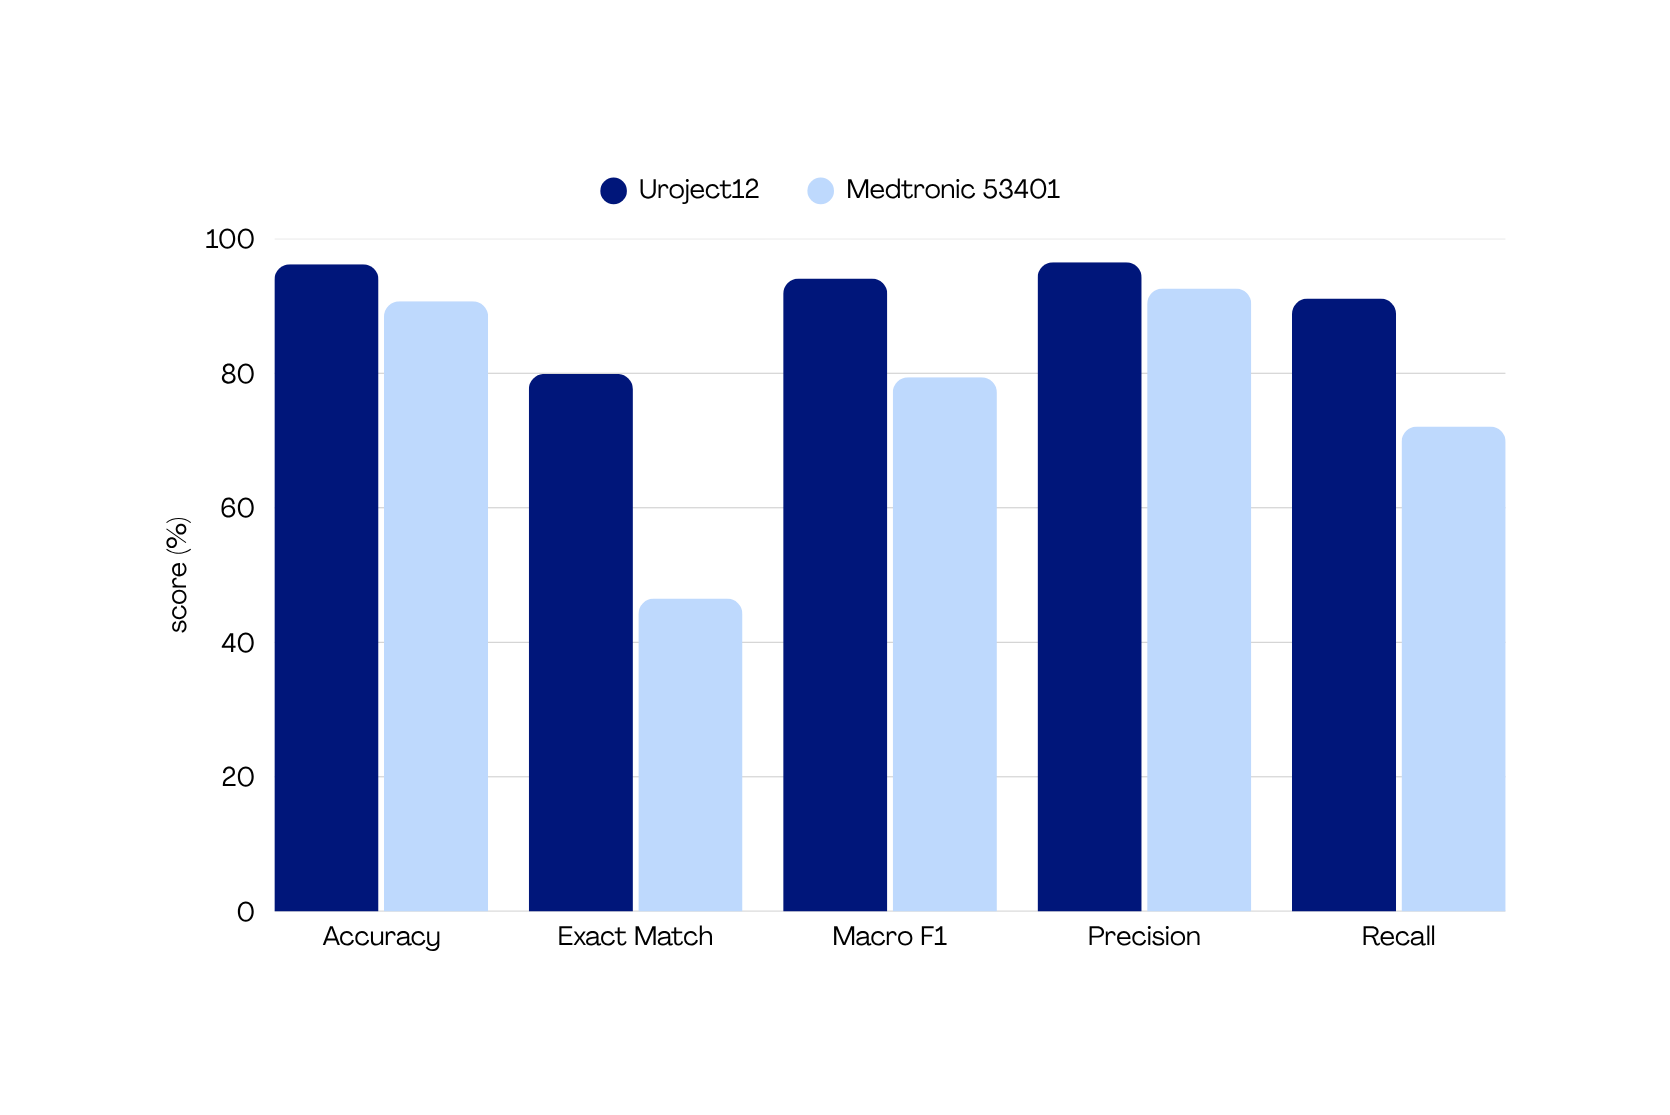 Uroject12 Medtronic 53401
100
80
60
40
20
0
score (%)
Accuracy Exact Match Macro F1 Precision Recall